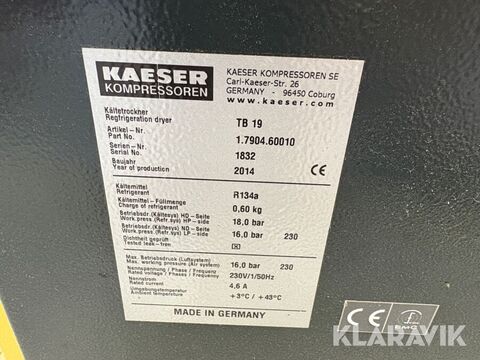 KAESER
KOMPRESSOREN
KAESER KOMPRESSOREN SE
Carl-Kaeser-Str. 26
GERMANY - 96450 Coburg
www.kaeser.com
Kältetrockner
Regfrigeration dryer TB 19
Artikel-Nr.
Part No. 1.7904.60010
Serien-Nr.
Serial No. 1832
Baujahr
Year of production 2014 CE
Kältemittel
Refrigerant R134a
Kältemittel-Füllmenge
Charge of refrigerant 0,60 kg
Betriebsdr.(Kältesys) HD-Seite
Work.press (Refr.sys) HP-side 18,0 bar
Betriebsdr.(Kältesys) ND-Seite
Work.press (Refr.sys) LP-side 16,0 bar 230
Dichtheit geprüft
Tested leak-from
Max. Betriebsdruck (Luftsystem)
Max. working pressure (Air system) 16,0 bar 230
Nennspannung / Phase / Frequenz
Rated voltage / Phases / Frequency 230V/1/50Hz
Nennstrom
Rated current 4,6 A
Umgebungstemperatur
Ambient temperature +3°C / +43°C
MADE IN GERMANY
CE
EMC
KLARAVIK